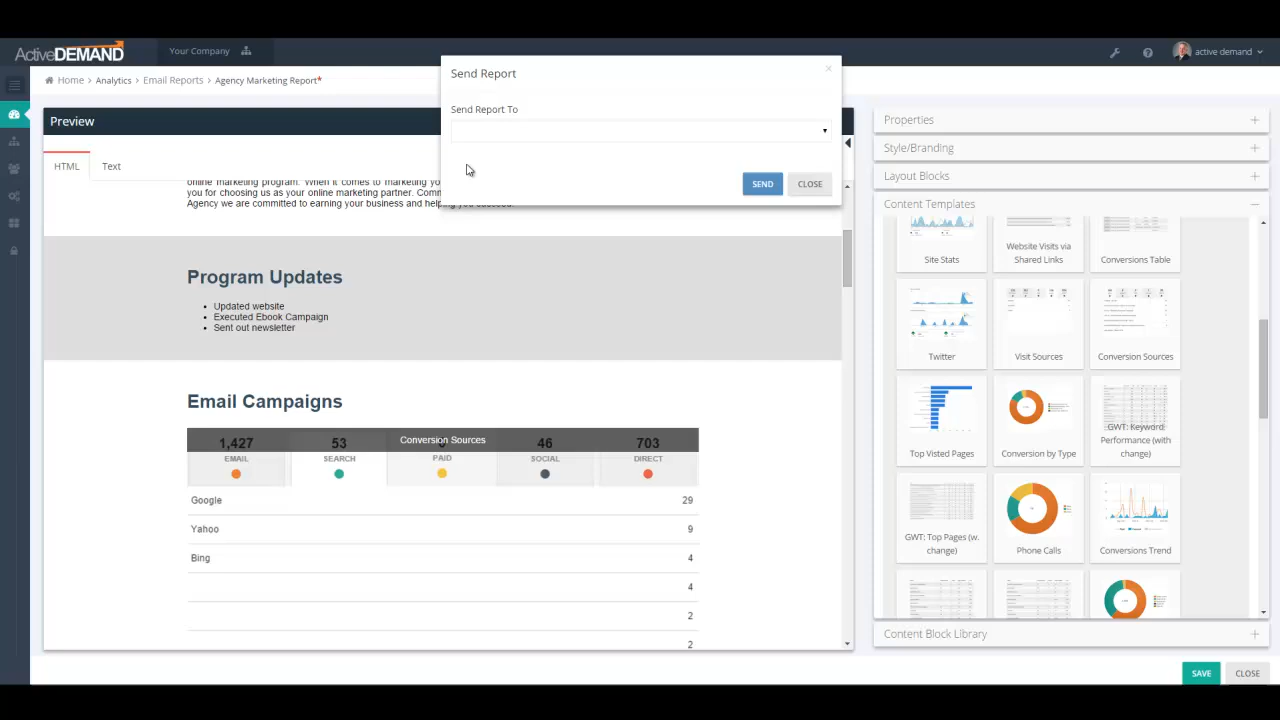 ActiveDEMAND
Your Company
active demand
Home > Analytics > Email Reports > Agency Marketing Report*
Send Report
×
Send Report To
SEND
CLOSE
Preview
HTML
Text
online marketing program. When it comes to marketing yo
you for choosing us as your online marketing partner. Comm
Agency we are committed to earning your business and helping you succeed.
Program Updates
• Updated website
• Executed Ebook Campaign
• Sent out newsletter
Email Campaigns
Conversion Sources
1,427 53 46 703
EMAIL SEARCH PAID SOCIAL DIRECT
Google 29
Yahoo 9
Bing 4
4
2
2
Properties +
Style/Branding +
Layout Blocks +
Content Templates −
Site Stats
Website Visits via
Shared Links
Conversions Table
Twitter
Visit Sources
Conversion Sources
Top Visted Pages
Conversion by Type
GWT: Keyword
Performance (with
change)
GWT: Top Pages (w.
change)
Phone Calls
Conversions Trend
Content Block Library +
SAVE
CLOSE